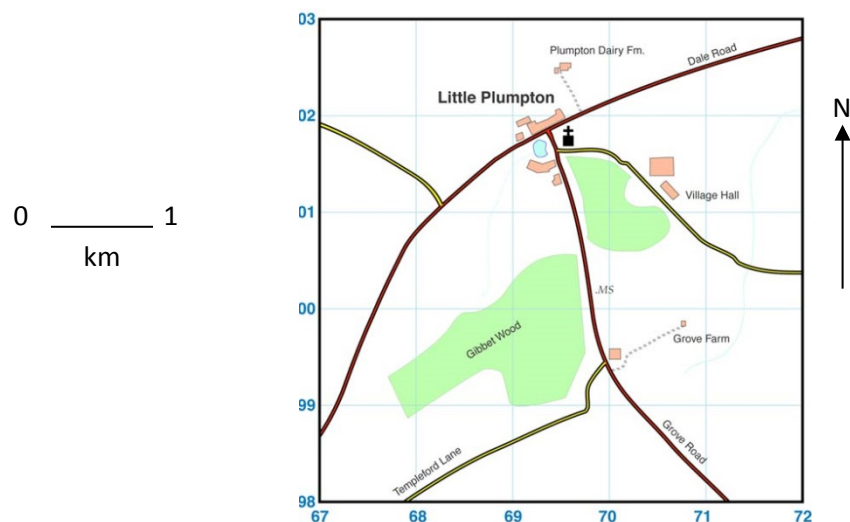 03
Plumpton Dairy Fm.
Dale Road
Little Plumpton
02
N
Village Hall
0 1
km
01
.MS
00
Gibbet Wood
Grove Farm
99
Grove Road
Templeford Lane
98
67 68 69 70 71 72